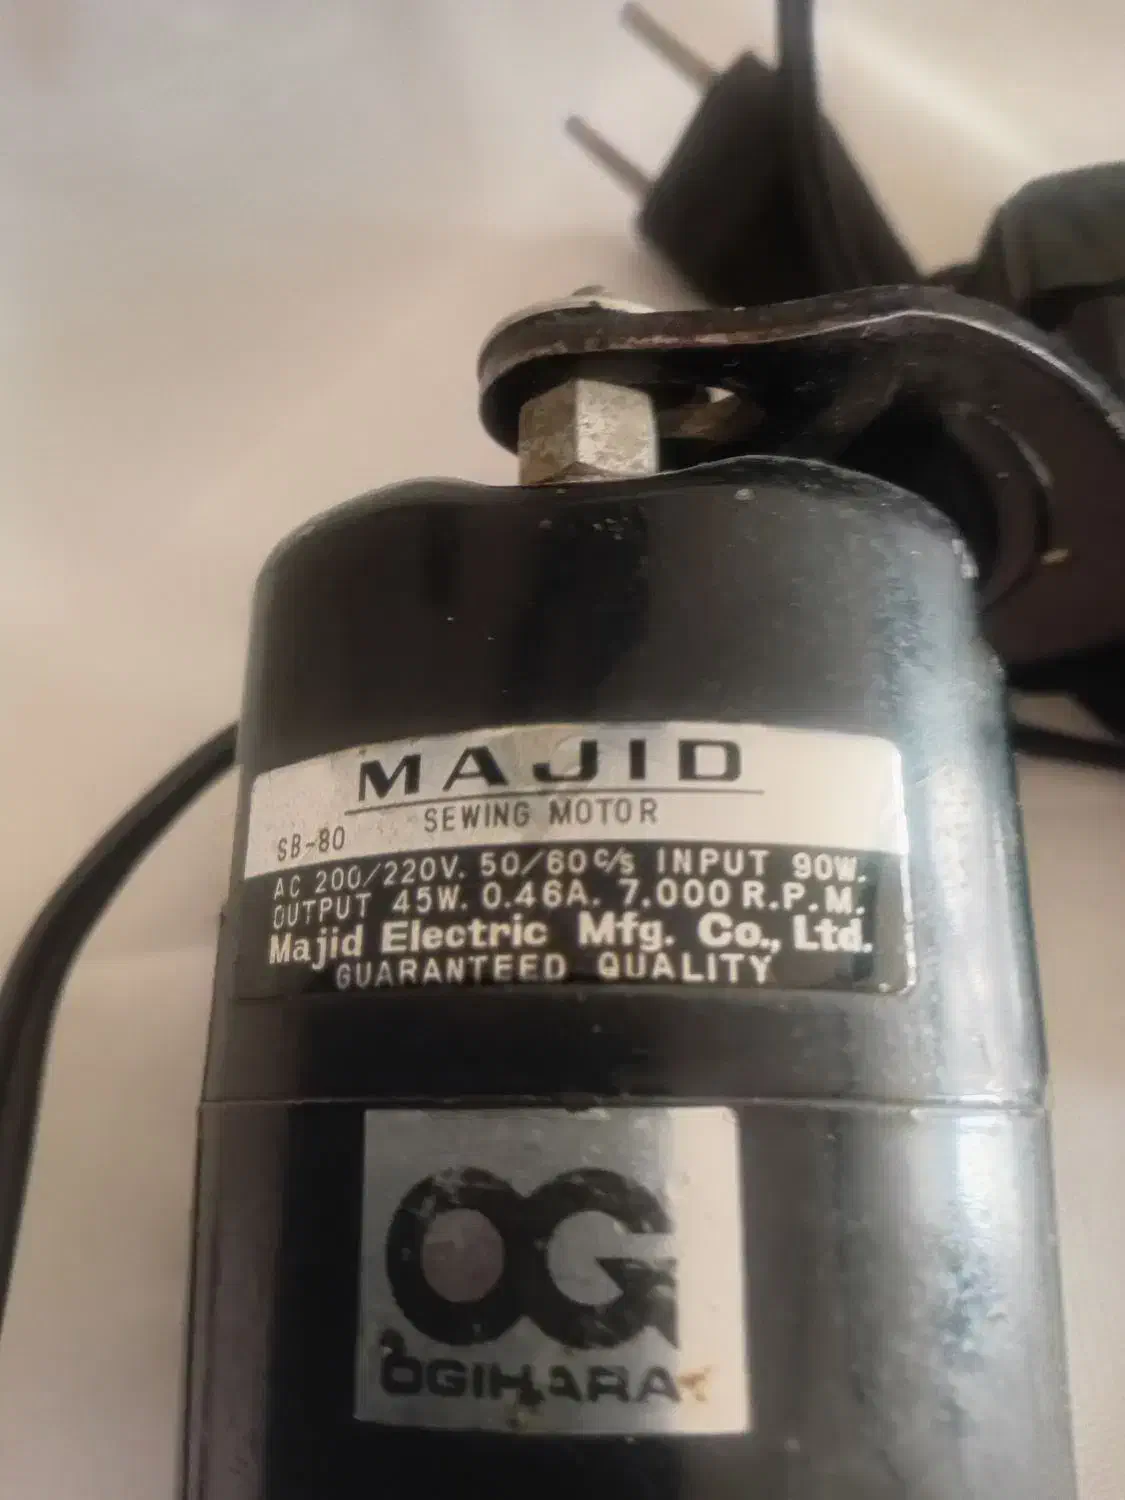 MAJID
SEWING MOTOR
SB-80
AC 200/220V. 50/60 c/s INPUT 90W.
OUTPUT 45W. 0.46A. 7.000 R.P.M.
Majid Electric Mfg. Co., Ltd.
GUARANTEED QUALITY
OG
OGIHARA